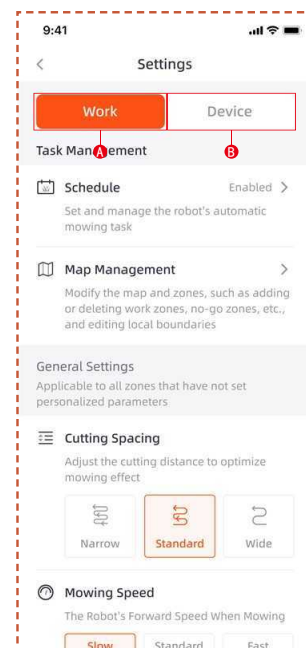 9:41
Settings
Work Device
A B
Task Management
Schedule Enabled
Set and manage the robot's automatic
mowing task
Map Management
Modify the map and zones, such as adding
or deleting work zones, no-go zones, etc.,
and editing local boundaries
General Settings
Applicable to all zones that have not set
personalized parameters
Cutting Spacing
Adjust the cutting distance to optimize
mowing effect
Narrow Standard Wide
Mowing Speed
The Robot's Forward Speed When Mowing
Slow Standard Fast